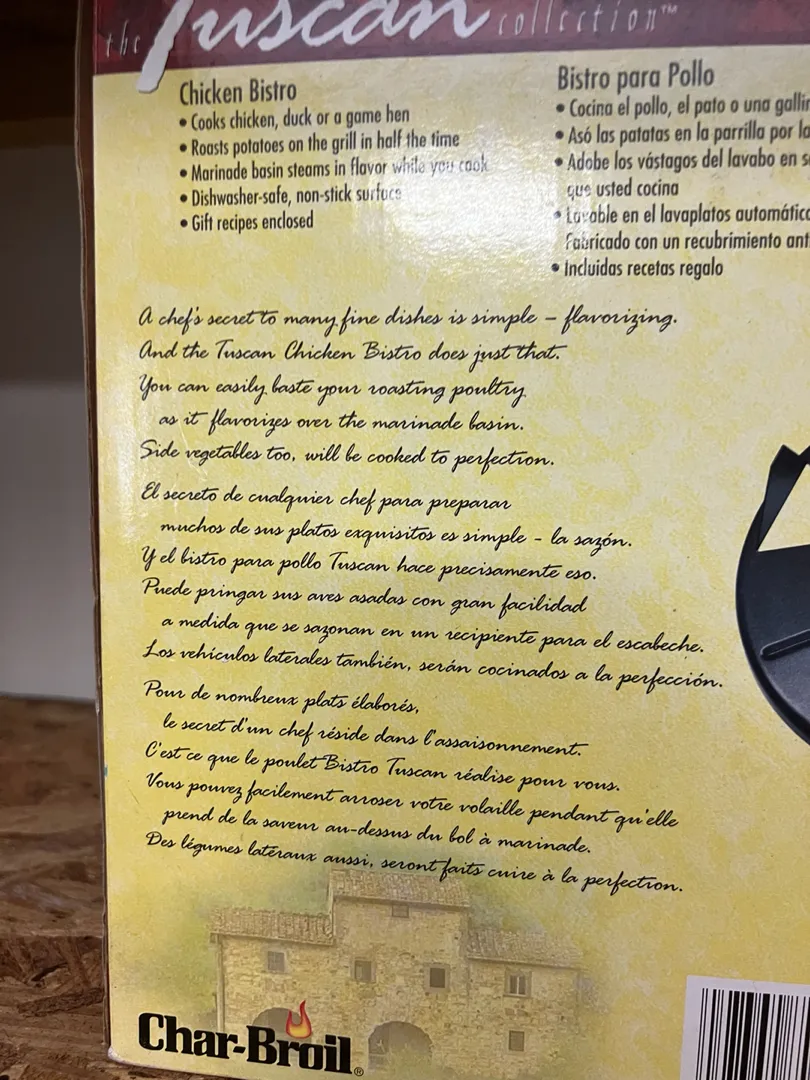 the Tuscan collection™
Chicken Bistro
• Cooks chicken, duck or a game hen
• Roasts potatoes on the grill in half the time
• Marinade basin steams in flavor while you cook
• Dishwasher-safe, non-stick surface
• Gift recipes enclosed
Bistro para Pollo
• Cocina el pollo, el pato o una
• Asó las patatas en la parrilla por
• Adobe los vástagos del lavabo en
que usted cocina
• Lavable en el lavaplatos
Fabricado con un recubrimiento
• Incluidas recetas regalo
A chef's secret to many fine dishes is simple – flavorizing.
And the Tuscan Chicken Bistro does just that.
You can easily baste your roasting poultry
as it flavorizes over the marinade basin.
Side vegetables too, will be cooked to perfection.
El secreto de cualquier chef para preparar
muchos de sus platos exquisitos es simple - la sazón.
Y el bistro para pollo Tuscan hace precisamente eso.
Puede pringar sus aves asadas con gran facilidad
a medida que se sazonan en un recipiente para el escabeche.
Los vehículos laterales también, serán cocinados a la perfección.
Pour de nombreux plats élaborés,
le secret d'un chef réside dans l'assaisonnement.
C'est ce que le poulet Bistro Tuscan réalise pour vous.
Vous pouvez facilement arroser votre volaille pendant qu'elle
prend de la saveur au-dessus du bol à marinade.
Des légumes latéraux aussi, seront faits cuire à la perfection.
Char-Broil®